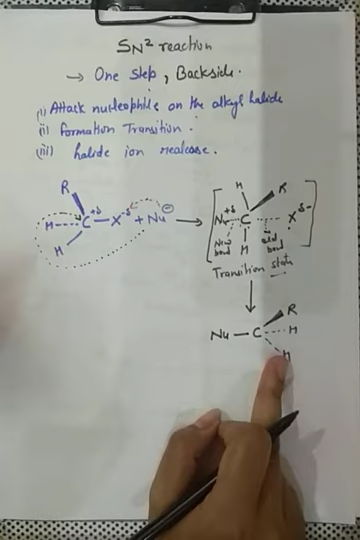 SN² reaction
→ One step, Backside.
(i) Attack nucleophile on the alkyl halide
(ii) formation Transition.
(iii) halide ion realease.
R
H C+δ — X-δ + Nu⊖ →
H
H R
Nu +δ C X δ-
New bond H old bond
Transition state
R
Nu — C H
H